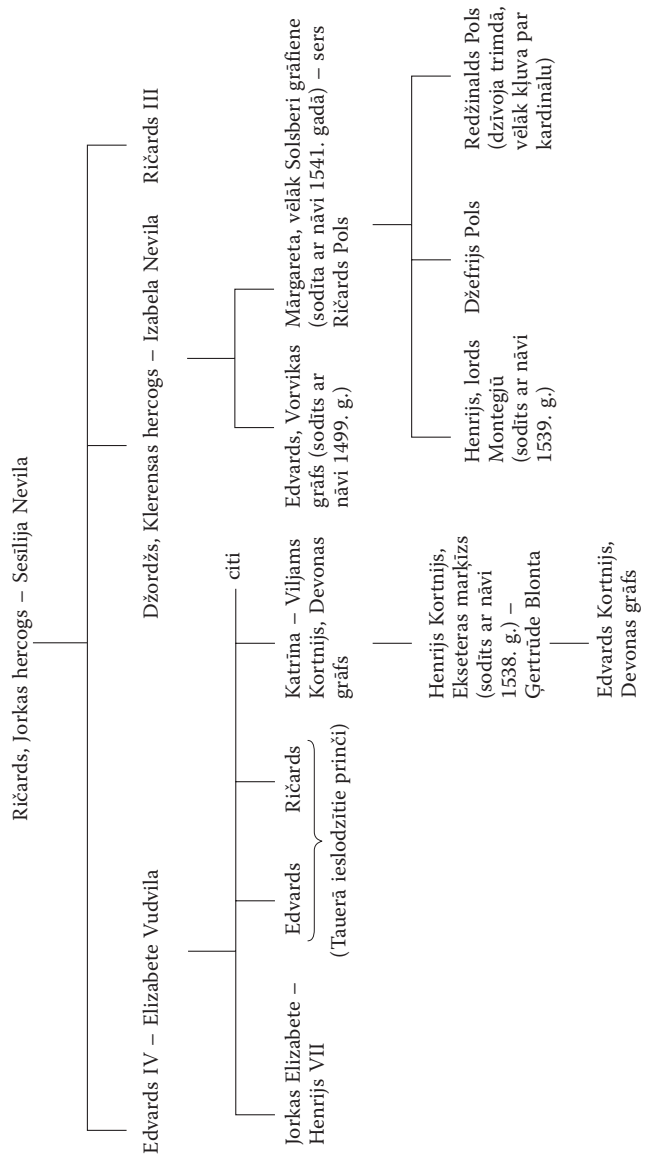 Ričards, Jorkas hercogs – Sesīlija Nevila
Edvards IV – Elizabete Vudvila
Džordžs, Klerensas hercogs – Izabela Nevila
Ričards III
Jorkas Elizabete –
Henrijs VII
Edvards
Ričards
(Tauerā ieslodzītie prinči)
Katrīna – Viljams
Kortnijs, Devonas
grāfs
citi
Edvards, Vorvikas
grāfs (sodīts ar
nāvi 1499. g.)
Mārgareta, vēlāk Solsberi grāfiene
(sodīta ar nāvi 1541. gadā) – sers
Ričards Pols
Henrijs Kortnijs,
Ekseteras marķīzs
(sodīts ar nāvi
1538. g.) –
Ģertrūde Blonta
Edvards Kortnijs,
Devonas grāfs
Henrijs, lords
Montegjū
(sodīts ar nāvi
1539. g.)
Džefrijs Pols
Redžinalds Pols
(dzīvoja trimdā,
vēlāk kļuva par
kardinālu)